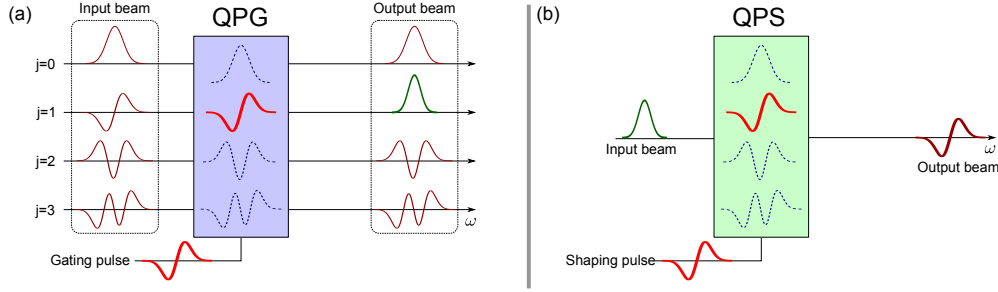 (a)
Input beam
QPG
Output beam
j=0
j=1
j=2
j=3
ω
Gating pulse
(b)
QPS
Input beam
ω
Output beam
Shaping pulse